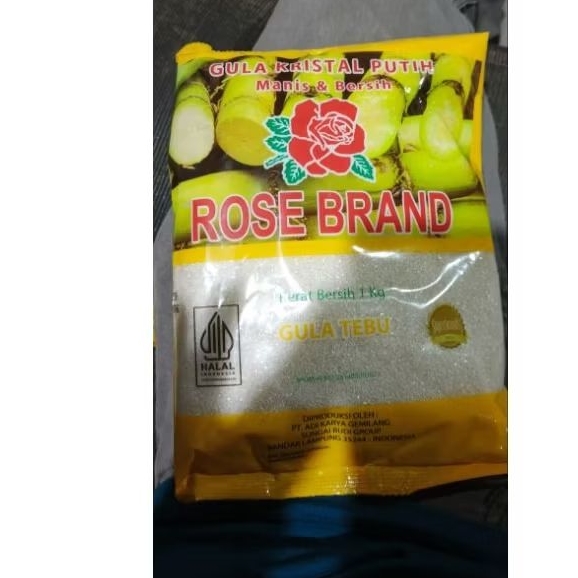 GULA KRISTAL PUTIH
Manis & Bersih
ROSE BRAND
Berat Bersih 1 Kg
GULA TEBU
HALAL
INDONESIA
DIPRODUKSI OLEH :
PT. ADI KARYA GEMILANG
SUNGAI BUDI GROUP
BANDAR LAMPUNG 35244 - INDONESIA